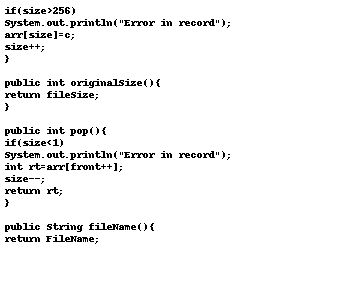 if(size>256)
System.out.println("Error in record");
arr[size]=c;
size++;
}
public int originalSize(){
return fileSize;
}
public int pop(){
if(size<1)
System.out.println("Error in record");
int rt=arr[front++];
size--;
return rt;
}
public String fileName(){
return FileName;